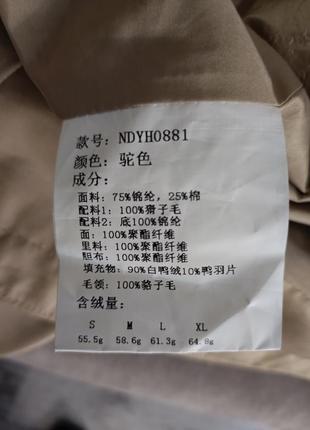 款号: NDYH0881
颜色: 驼色
成分:
面料: 75%锦纶, 25%棉
配料1: 100%獭子毛
配料2: 底100%锦纶
面: 100%聚酯纤维
里料: 100%聚酯纤维
胆布: 100%聚酯纤维
填充物: 90%白鸭绒10%鸭羽片
毛领: 100%貉子毛
含绒量:
S M L XL
55.5g 58.6g 61.3g 64.8g